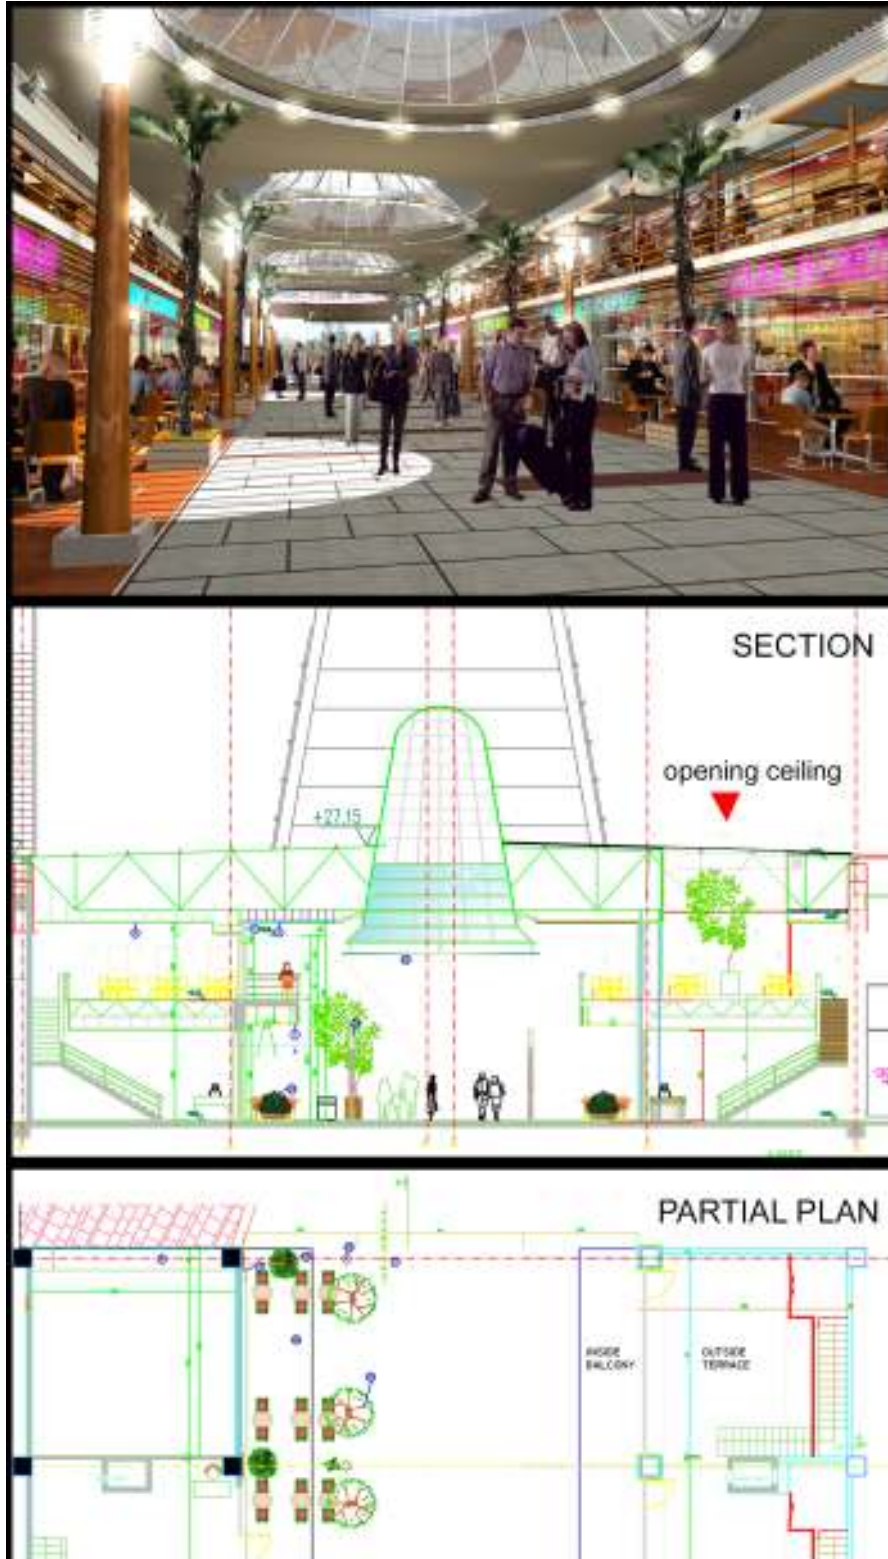 SECTION
opening ceiling
+27.15
PARTIAL PLAN
INSIDE
BALCONY
OUTSIDE
TERRACE